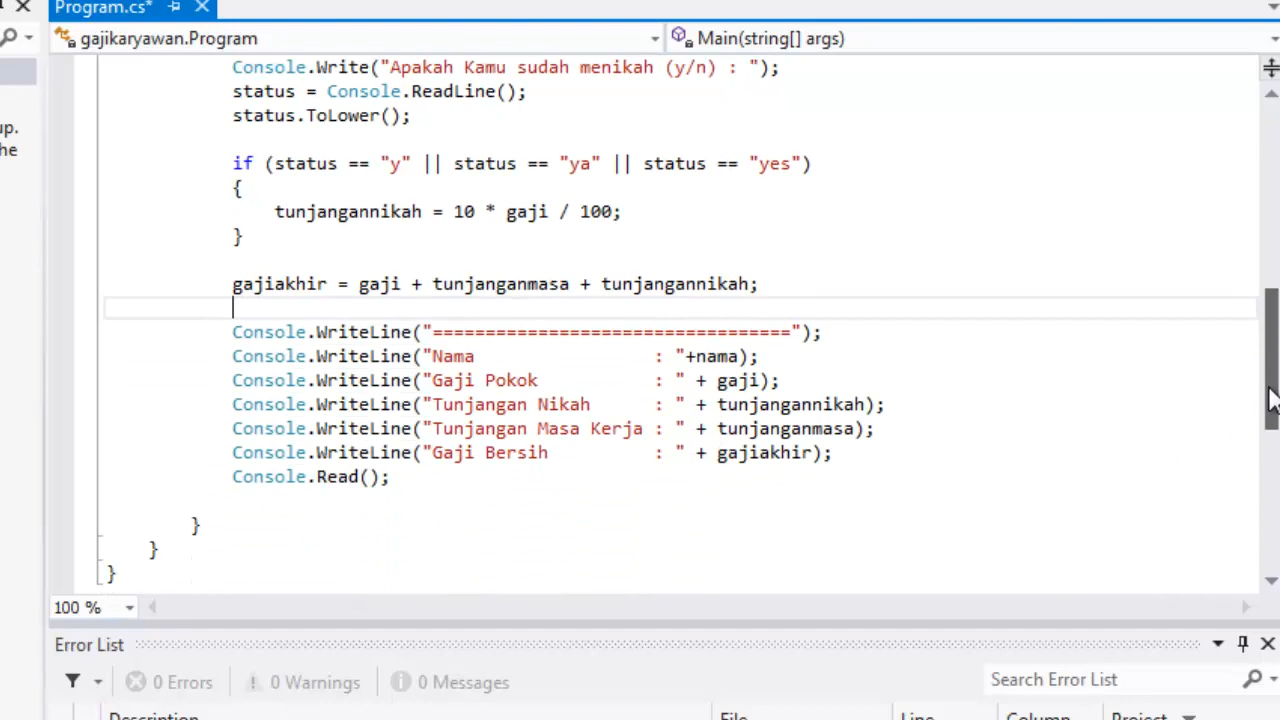 Program.cs*
gajikaryawan.Program
Main(string[] args)
Console.Write("Apakah Kamu sudah menikah (y/n) : ");
status = Console.ReadLine();
status.ToLower();
if (status == "y" || status == "ya" || status == "yes")
{
tunjangannikah = 10 * gaji / 100;
}
gajiakhir = gaji + tunjanganmasa + tunjangannikah;
Console.WriteLine("==================================");
Console.WriteLine("Nama : "+nama);
Console.WriteLine("Gaji Pokok : " + gaji);
Console.WriteLine("Tunjangan Nikah : " + tunjangannikah);
Console.WriteLine("Tunjangan Masa Kerja : " + tunjanganmasa);
Console.WriteLine("Gaji Bersih : " + gajiakhir);
Console.Read();
}
}
}
up.
he
100 %
Error List
0 Errors
0 Warnings
0 Messages
Search Error List
Description
File
Line
Column
Project